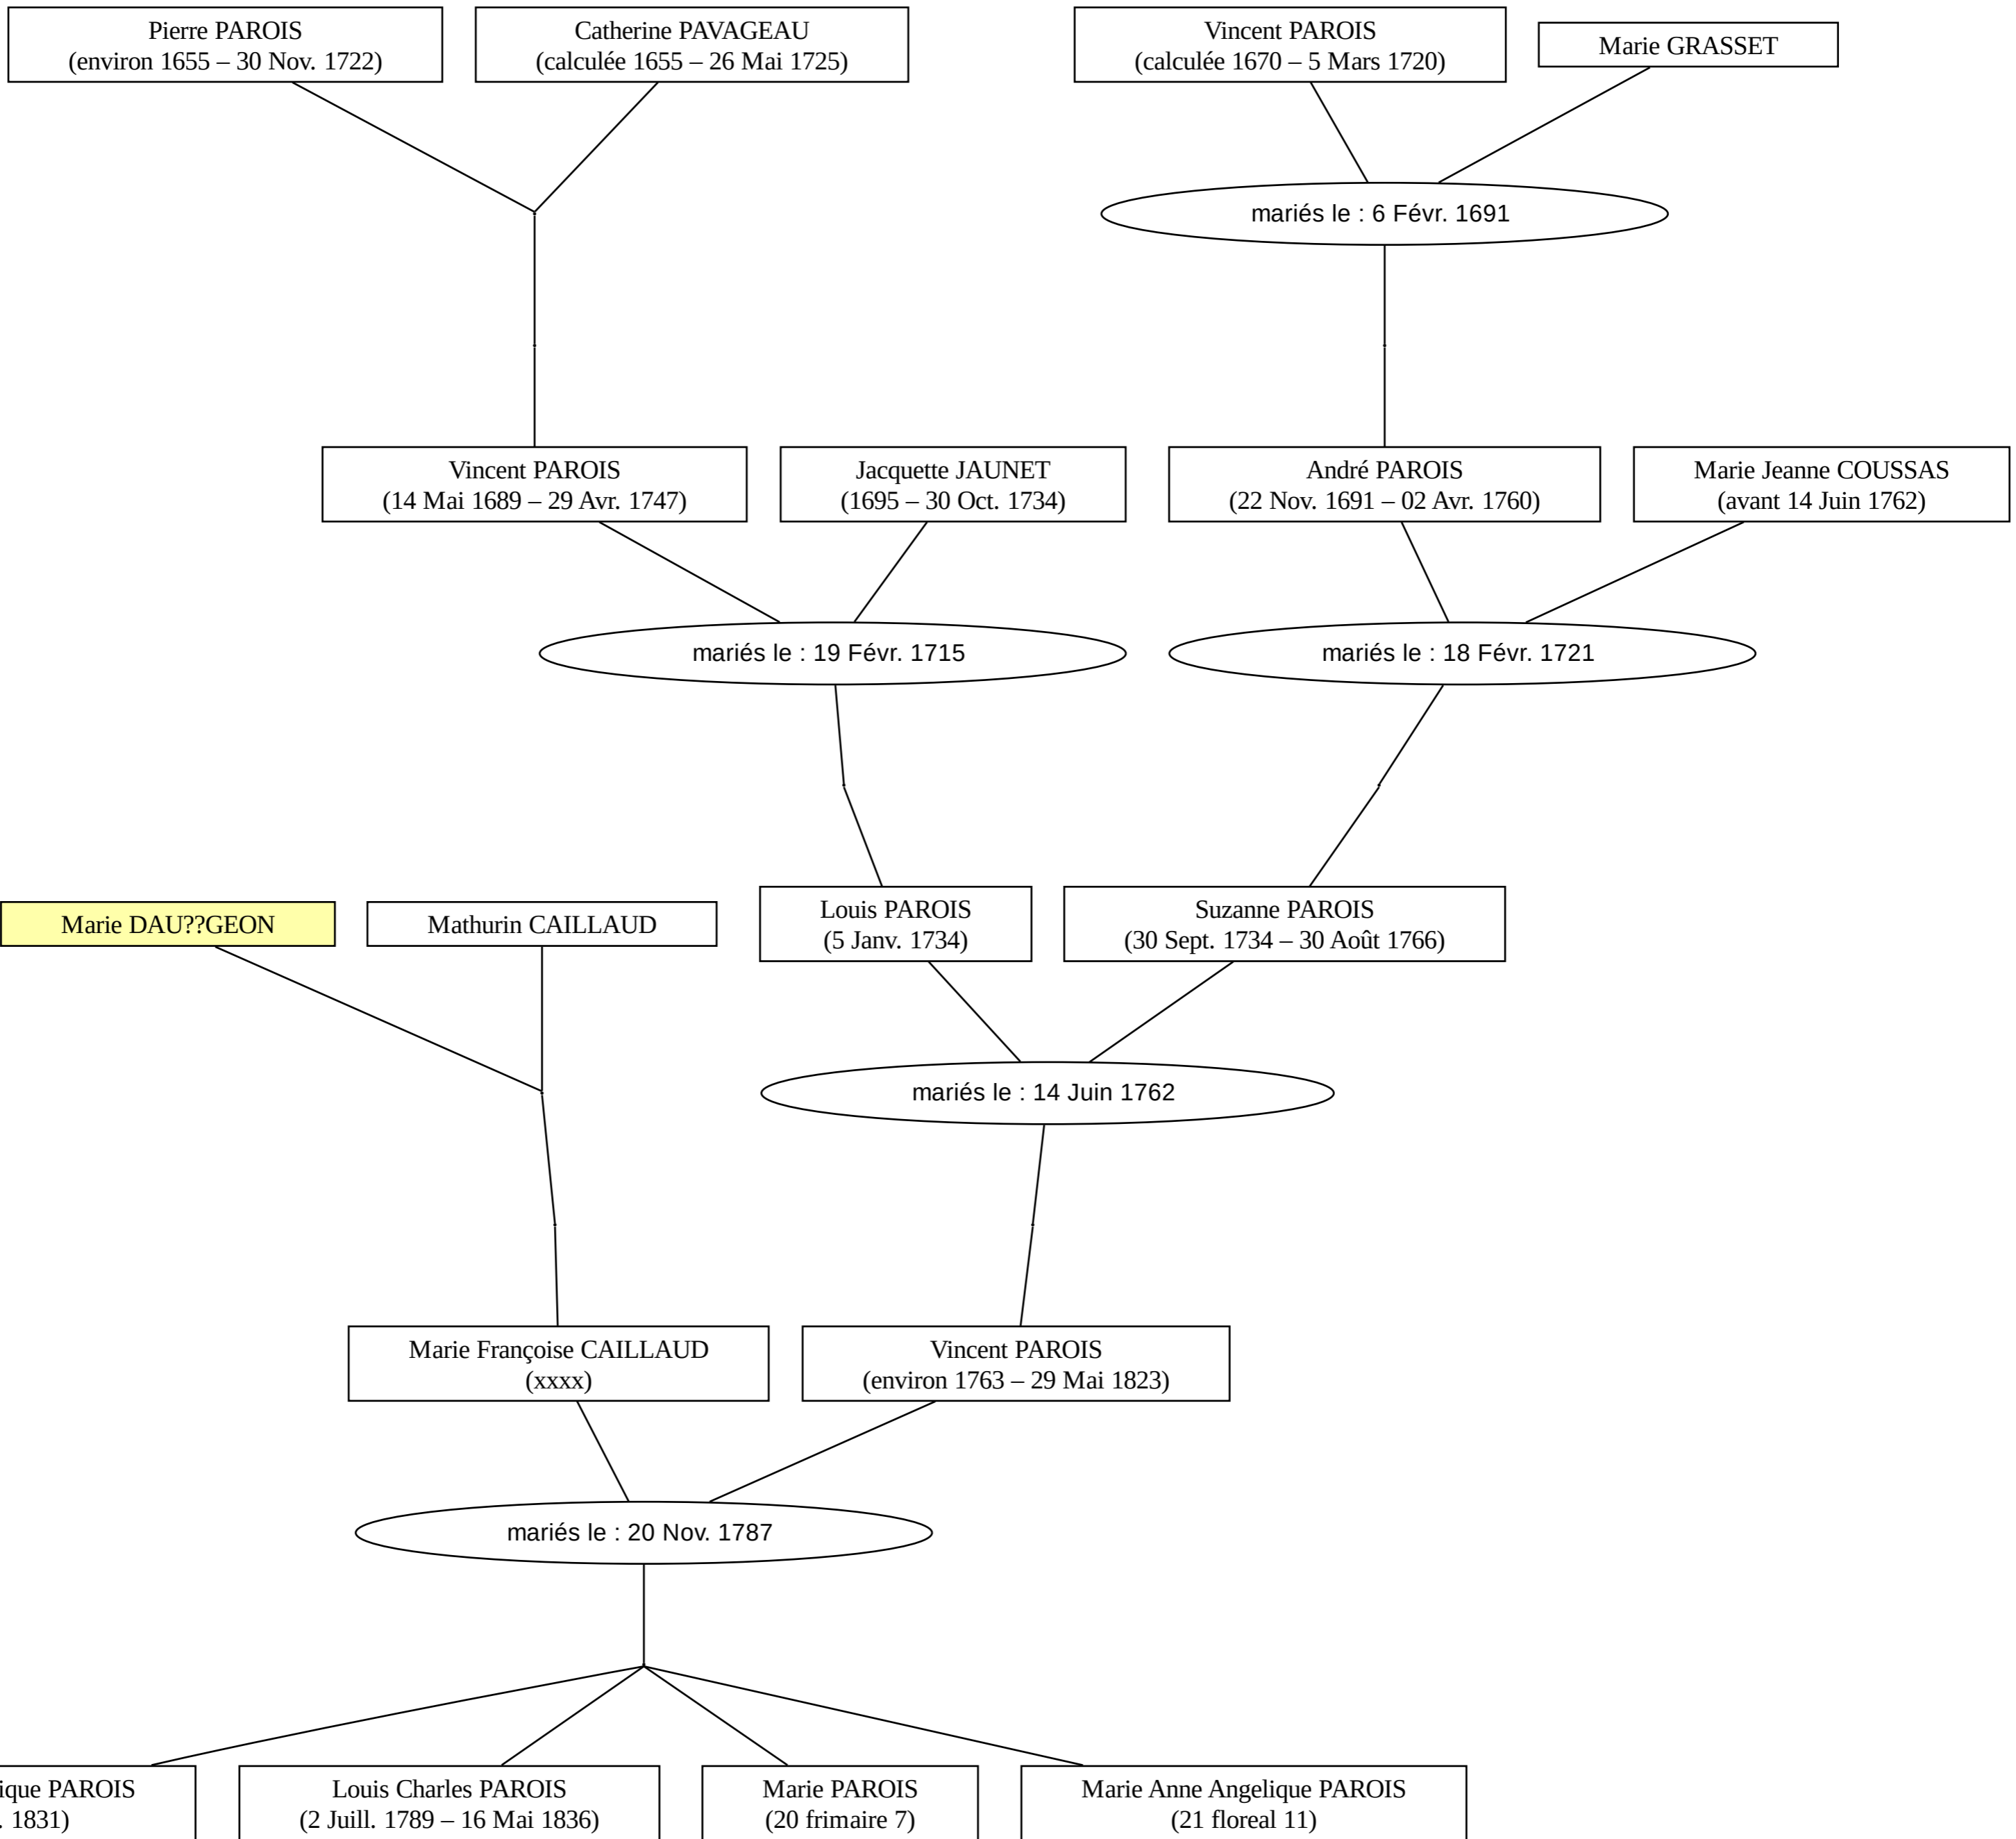 Pierre PAROIS
(environ 1655 – 30 Nov. 1722)
Catherine PAVAGEAU
(calculée 1655 – 26 Mai 1725)
Vincent PAROIS
(calculée 1670 – 5 Mars 1720)
Marie GRASSET
mariés le : 6 Févr. 1691
Vincent PAROIS
(14 Mai 1689 – 29 Avr. 1747)
Jacquette JAUNET
(1695 – 30 Oct. 1734)
André PAROIS
(22 Nov. 1691 – 02 Avr. 1760)
Marie Jeanne COUSSAS
(avant 14 Juin 1762)
mariés le : 19 Févr. 1715
mariés le : 18 Févr. 1721
Marie DAU??GEON
Mathurin CAILLAUD
Louis PAROIS
(5 Janv. 1734)
Suzanne PAROIS
(30 Sept. 1734 – 30 Août 1766)
mariés le : 14 Juin 1762
Marie Françoise CAILLAUD
(xxxx)
Vincent PAROIS
(environ 1763 – 29 Mai 1823)
mariés le : 20 Nov. 1787
ique PAROIS
. 1831)
Louis Charles PAROIS
(2 Juill. 1789 – 16 Mai 1836)
Marie PAROIS
(20 frimaire 7)
Marie Anne Angelique PAROIS
(21 floreal 11)